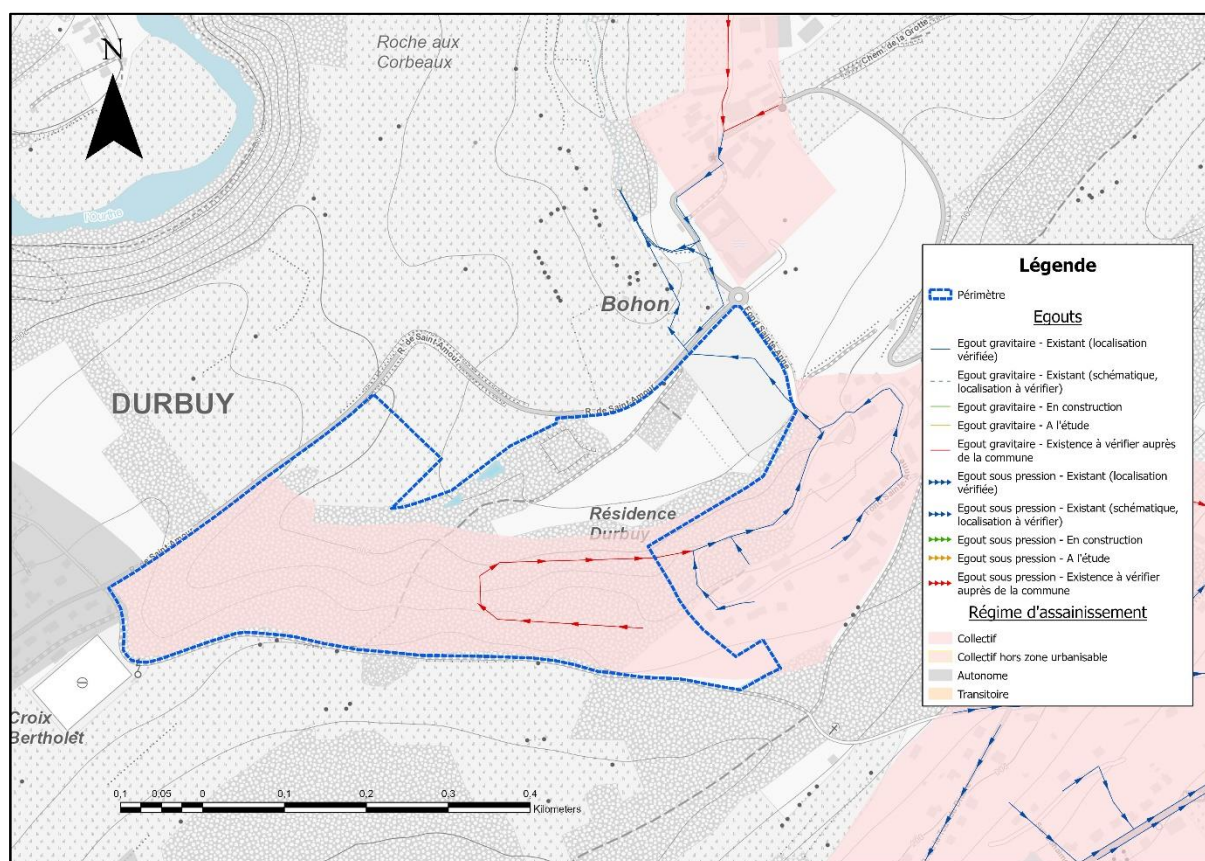 Roche aux
Corbeaux
N
Chem. de la Grotte
l'Ourthe
Bohon
Fond Sainte-Anne
R. de Saint-Amour
R. de Saint-Amour
DURBUY
Résidence
Durbuy
Saint-Amour
Croix
Bertholet
0,1 0,05 0 0,1 0,2 0,3 0,4
Kilometers
Légende
Périmètre
Egouts
Egout gravitaire - Existant (localisation
vérifiée)
Egout gravitaire - Existant (schématique,
localisation à vérifier)
Egout gravitaire - En construction
Egout gravitaire - A l'étude
Egout gravitaire - Existence à vérifier auprès
de la commune
Egout sous pression - Existant (localisation
vérifiée)
Egout sous pression - Existant (schématique,
localisation à vérifier)
Egout sous pression - En construction
Egout sous pression - A l'étude
Egout sous pression - Existence à vérifier
auprès de la commune
Régime d'assainissement
Collectif
Collectif hors zone urbanisable
Autonome
Transitoire